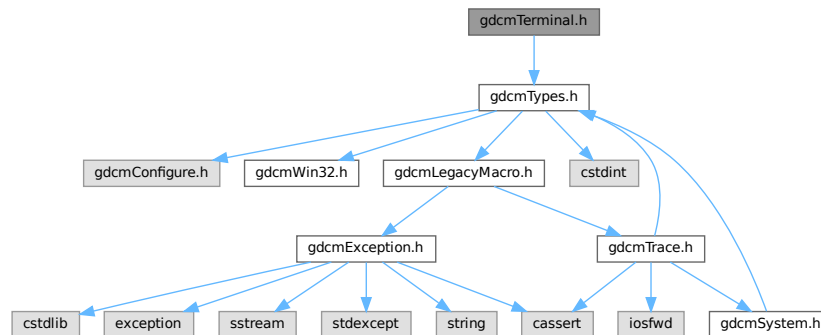 gdcmTerminal.h
gdcmTypes.h
gdcmConfigure.h
gdcmWin32.h
gdcmLegacyMacro.h
cstdint
gdcmException.h
gdcmTrace.h
cstdlib
exception
sstream
stdexcept
string
cassert
iosfwd
gdcmSystem.h